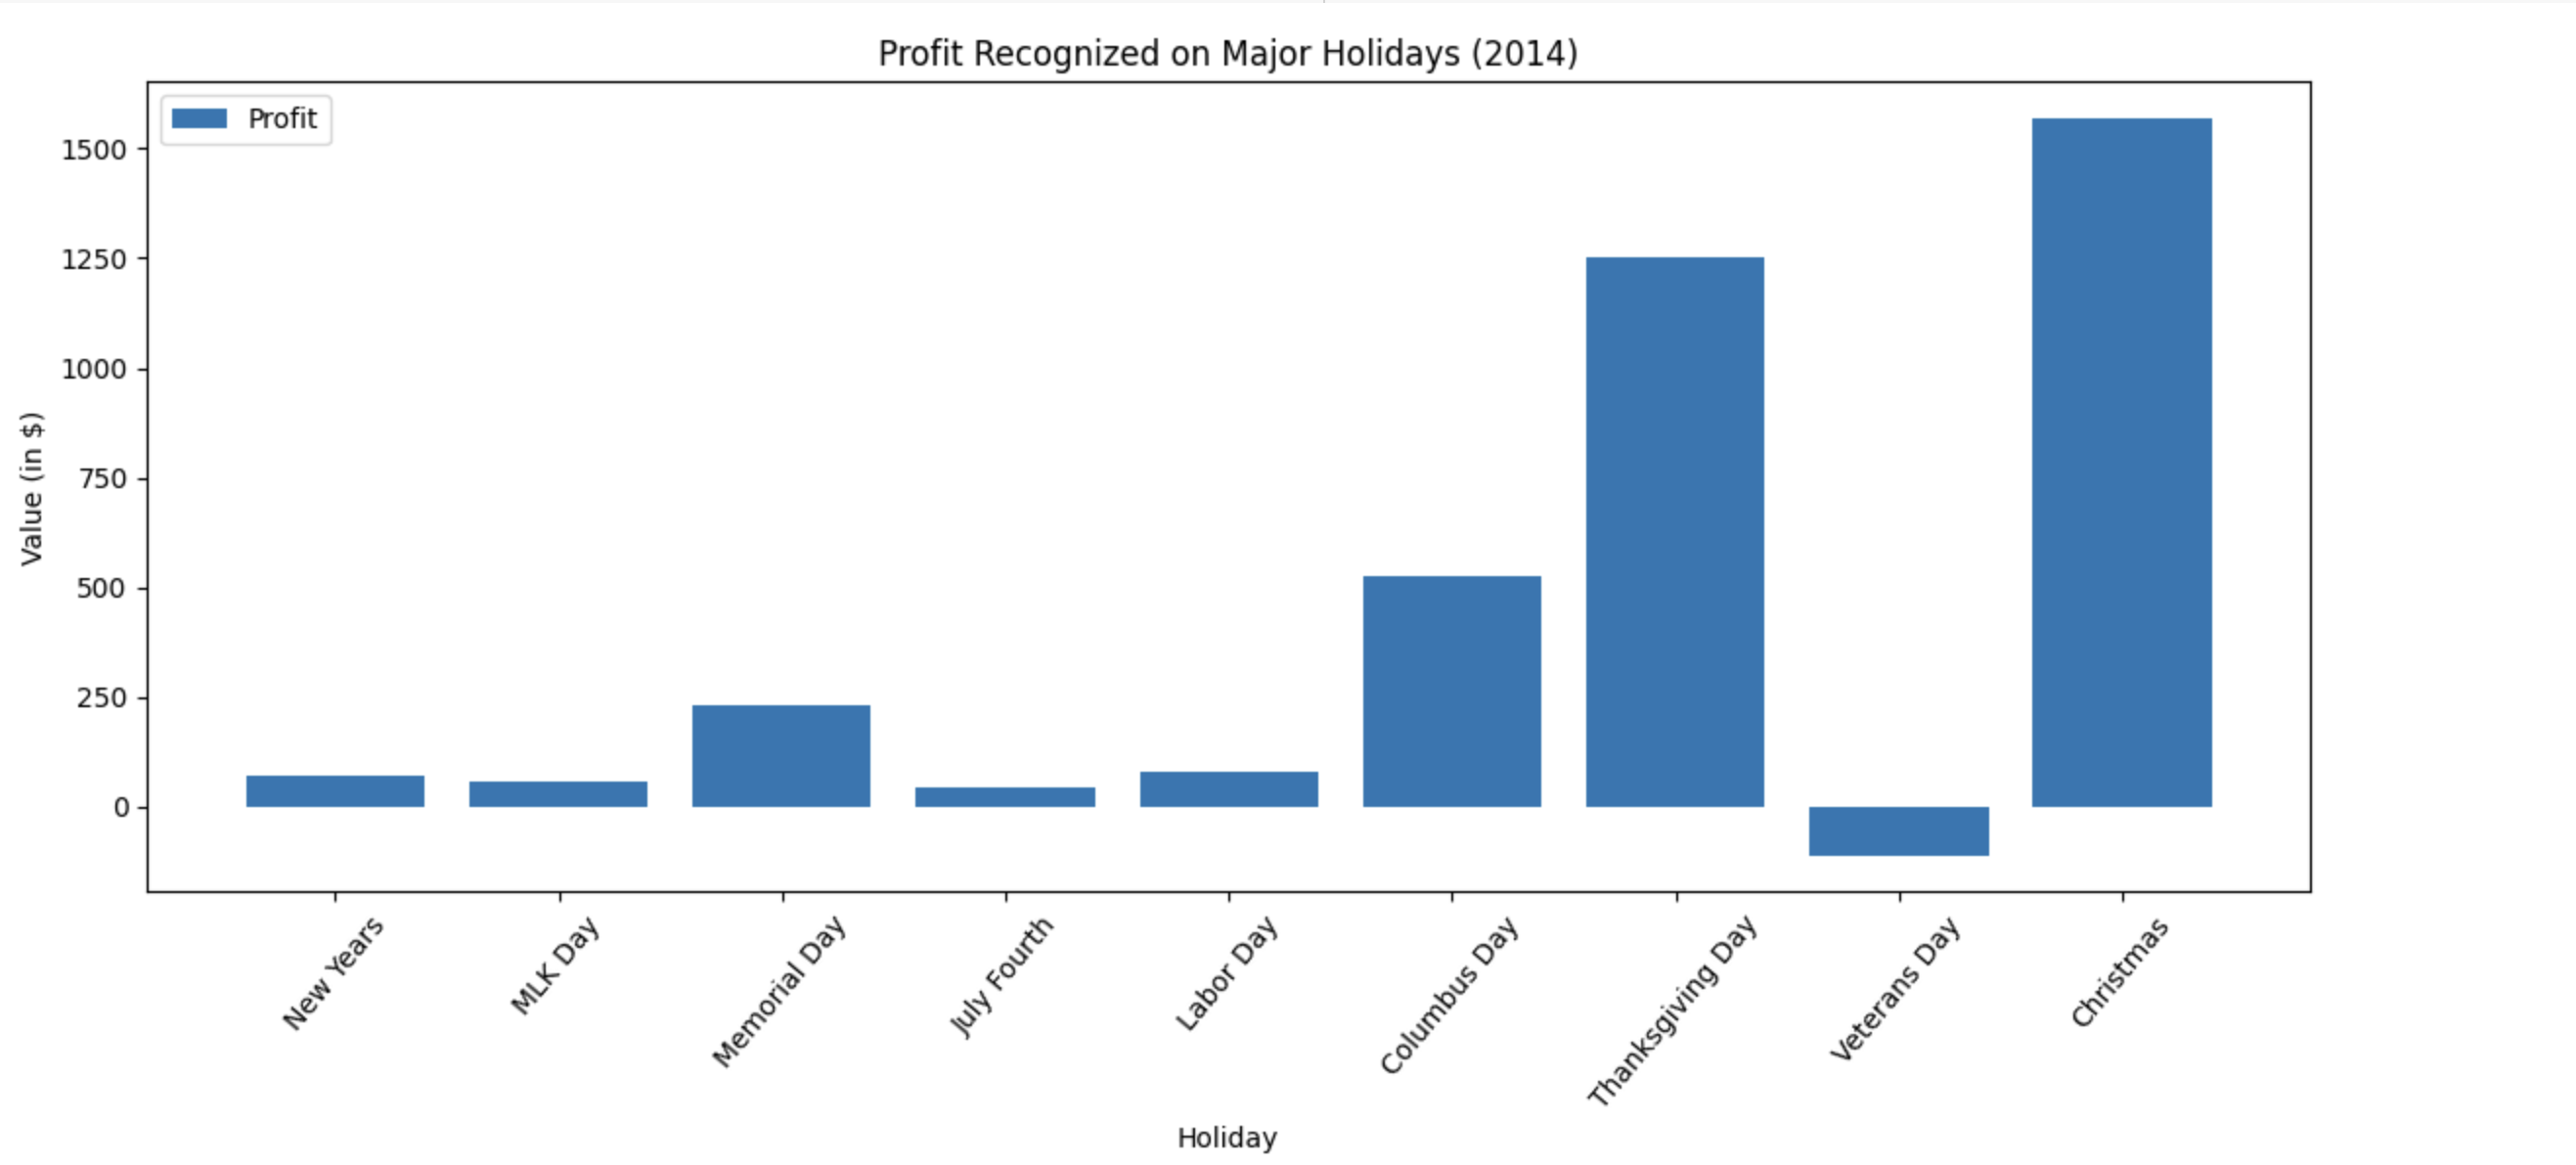 Profit Recognized on Major Holidays (2014)
Profit
1500
1250
1000
750
500
250
0
Value (in $)
New Years
MLK Day
Memorial Day
July Fourth
Labor Day
Columbus Day
Thanksgiving Day
Veterans Day
Christmas
Holiday